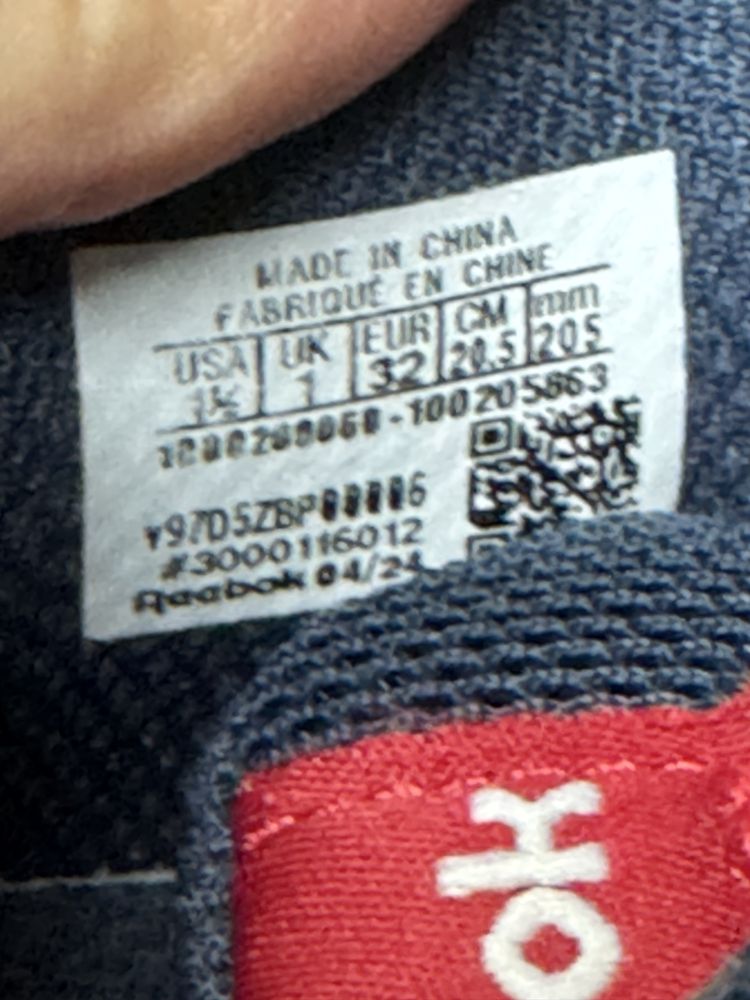 MADE IN CHINA
FABRIQUÉ EN CHINE
USA UK EUR CM mm
1½ 1 32 20.5 205
#3000116012
Reebok 04/24
ok